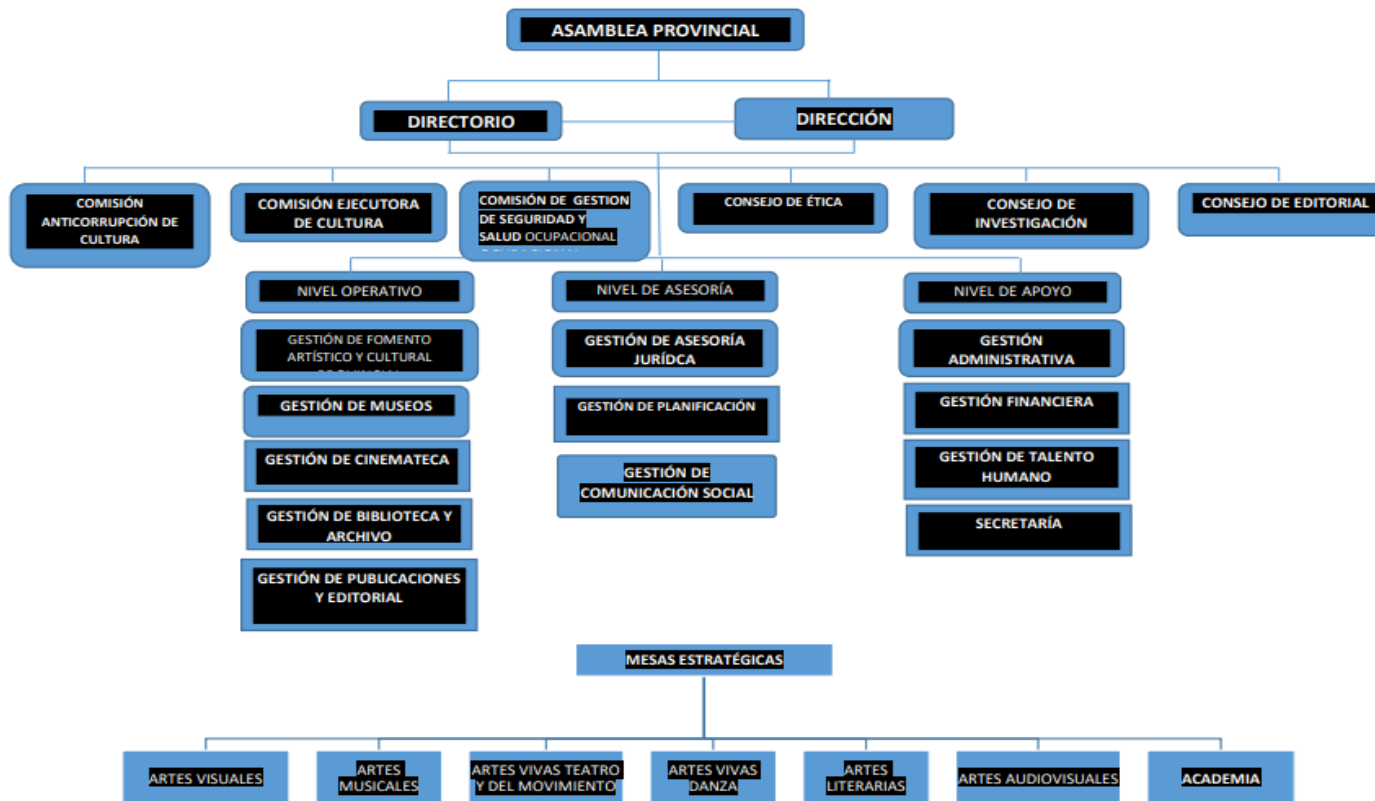 ASAMBLEA PROVINCIAL
DIRECTORIO
DIRECCIÓN
COMISIÓN
ANTICORRUPCIÓN DE
CULTURA
COMISIÓN EJECUTORA
DE CULTURA
COMISIÓN DE GESTION
DE SEGURIDAD Y
SALUD OCUPACIONAL
CONSEJO DE ÉTICA
CONSEJO DE
INVESTIGACIÓN
CONSEJO DE EDITORIAL
NIVEL OPERATIVO
NIVEL DE ASESORÍA
NIVEL DE APOYO
GESTIÓN DE FOMENTO
ARTÍSTICO Y CULTURAL
GESTIÓN DE ASESORÍA
JURÍDCA
GESTIÓN
ADMINISTRATIVA
GESTIÓN DE MUSEOS
GESTIÓN DE PLANIFICACIÓN
GESTIÓN FINANCIERA
GESTIÓN DE CINEMATECA
GESTIÓN DE
COMUNICACIÓN SOCIAL
GESTIÓN DE TALENTO
HUMANO
GESTIÓN DE BIBLIOTECA Y
ARCHIVO
SECRETARÍA
GESTIÓN DE PUBLICACIONES
Y EDITORIAL
MESAS ESTRATÉGICAS
ARTES VISUALES
ARTES
MUSICALES
ARTES VIVAS TEATRO
Y DEL MOVIMIENTO
ARTES VIVAS
DANZA
ARTES
LITERARIAS
ARTES AUDIOVISUALES
ACADEMIA